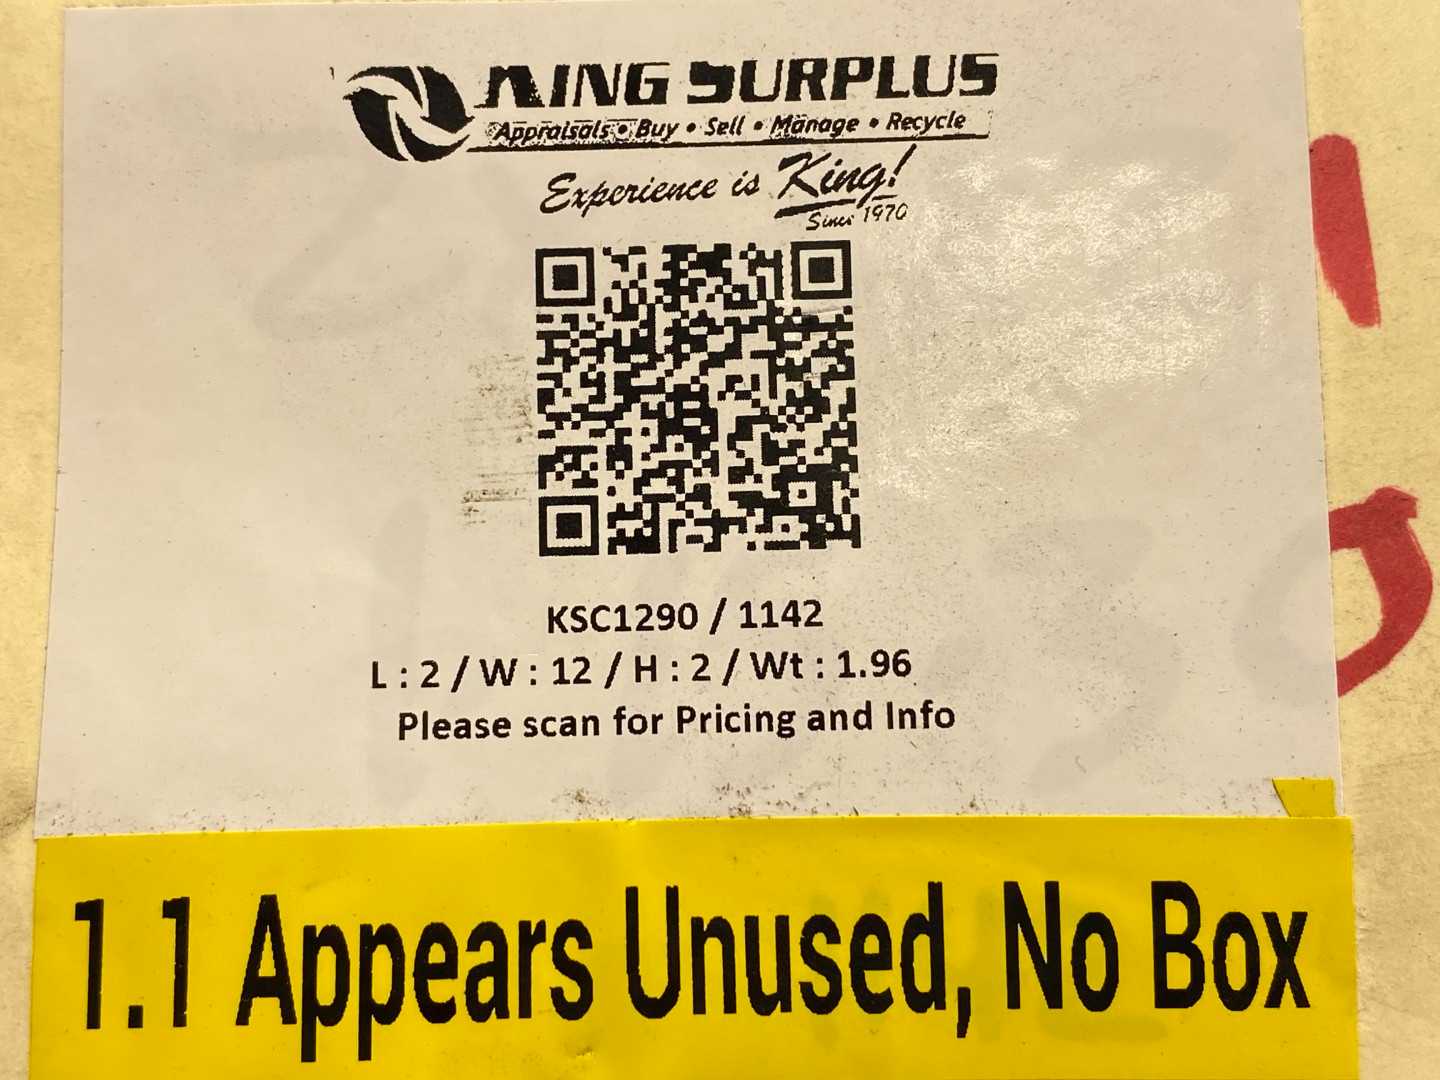 KING SURPLUS
Appraisals • Buy • Sell • Manage • Recycle
Experience is King!
Since 1970
KSC1290 / 1142
L : 2 / W : 12 / H : 2 / Wt : 1.96
Please scan for Pricing and Info
1.1 Appears Unused, No Box